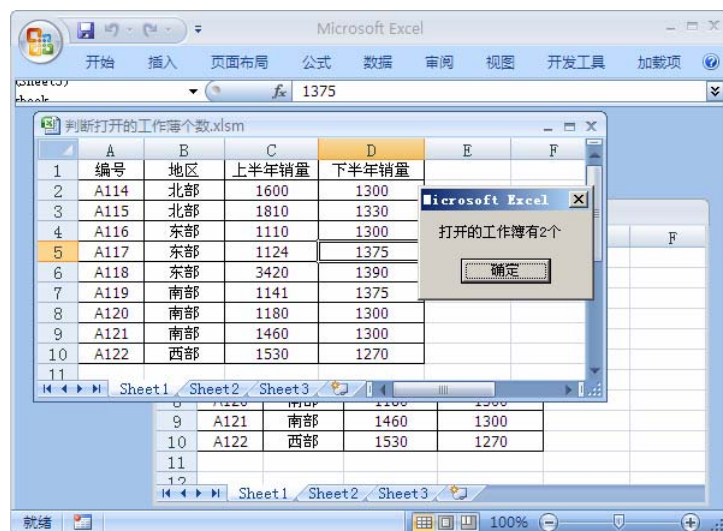 Microsoft Excel
开始 插入 页面布局 公式 数据 审阅 视图 开发工具 加载项
fx 1375
判断打开的工作簿个数.xlsm
A B C D E F
1 编号 地区 上半年销量 下半年销量
2 A114 北部 1600 1300
3 A115 北部 1810 1330
4 A116 东部 1110 1300
5 A117 东部 1124 1375
6 A118 东部 3420 1390
7 A119 南部 1141 1375
8 A120 南部 1180 1300
9 A121 南部 1460 1300
10 A122 西部 1530 1270
11
Sheet1 Sheet2 Sheet3
Microsoft Excel
打开的工作簿有2个
确定
F
9 A121 南部 1460 1300
10 A122 西部 1530 1270
11
12
Sheet1 Sheet2 Sheet3
就绪 100%